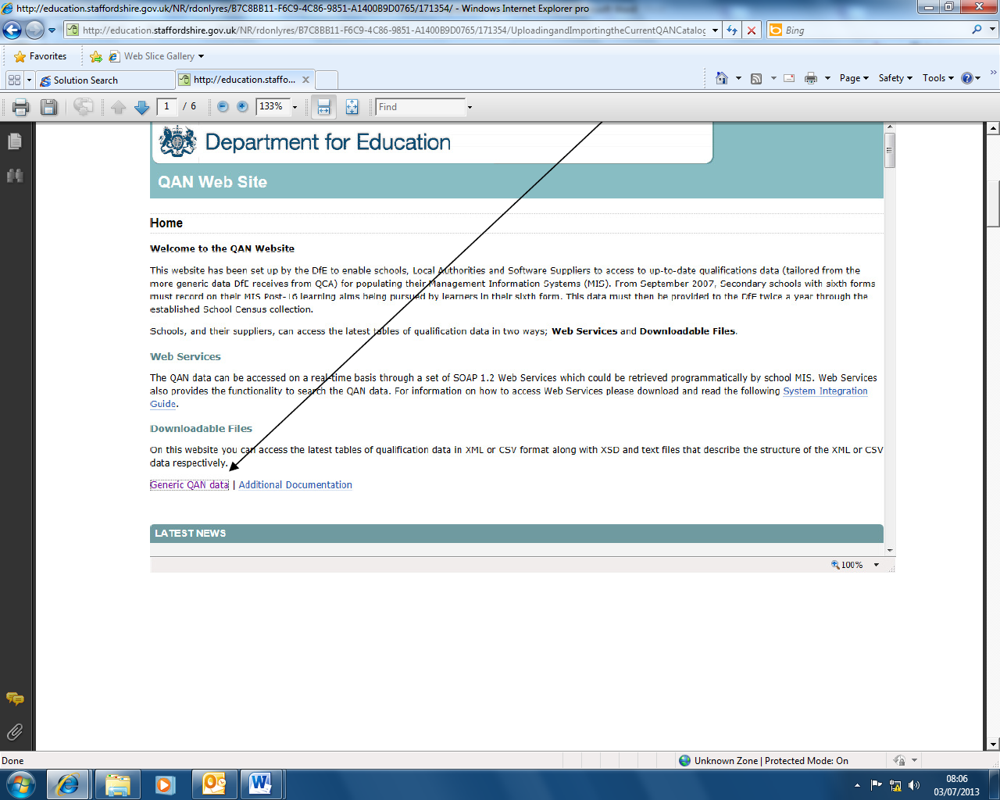 http://education.staffordshire.gov.uk/NR/rdonlyres/B7C8BB11-F6C9-4C86-9851-A1400B9D0765/171354/ - Windows Internet Explorer pro
http://education.staffordshire.gov.uk/NR/rdonlyres/B7C8BB11-F6C9-4C86-9851-A1400B9D0765/171354/UploadingandImportingtheCurrentQANCatalog
Bing
Favorites
Web Slice Gallery
Solution Search
http://education.staffo...
Page
Safety
Tools
1 / 6
133%
Find
Department for Education
QAN Web Site
Home
Welcome to the QAN Website
This website has been set up by the DfE to enable schools, Local Authorities and Software Suppliers to access to up-to-date qualifications data (tailored from the
more generic data DfE receives from QCA) for populating their Management Information Systems (MIS). From September 2007, Secondary schools with sixth forms
must record on their MIS Post-16 learning aims being pursued by learners in their sixth form. This data must then be provided to the DfE twice a year through the
established School Census collection.
Schools, and their suppliers, can access the latest tables of qualification data in two ways; Web Services and Downloadable Files.
Web Services
The QAN data can be accessed on a real-time basis through a set of SOAP 1.2 Web Services which could be retrieved programmatically by school MIS. Web Services
also provides the functionality to search the QAN data. For information on how to access Web Services please download and read the following System Integration
Guide.
Downloadable Files
On this website you can access the latest tables of qualification data in XML or CSV format along with XSD and text files that describe the structure of the XML or CSV
data respectively.
Generic QAN data | Additional Documentation
LATEST NEWS
100%
Done
Unknown Zone | Protected Mode: On
08:06
03/07/2013